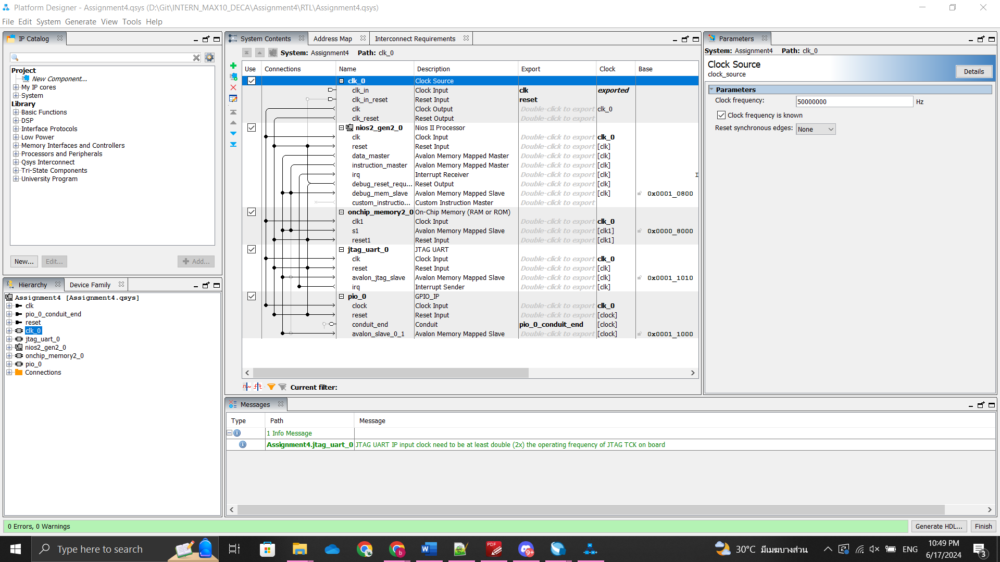 Platform Designer - Assignment4.qsys (D:\Git\INTERN_MAX10_DECA\Assignment4\RTL\Assignment4.qsys)
File Edit System Generate View Tools Help
IP Catalog
Project
New Component...
My IP cores
System
Library
Basic Functions
DSP
Interface Protocols
Low Power
Memory Interfaces and Controllers
Processors and Peripherals
Qsys Interconnect
Tri-State Components
University Program
New... Edit... Add...
Hierarchy Device Family
Assignment4 [Assignment4.qsys]
clk
pio_0_conduit_end
reset
clk_0
jtag_uart_0
nios2_gen2_0
onchip_memory2_0
pio_0
Connections
System Contents Address Map Interconnect Requirements
System: Assignment4 Path: clk_0
Use Connections Name Description Export Clock Base
clk_0 Clock Source
clk_in Clock Input clk exported
clk_in_reset Reset Input reset
clk Clock Output Double-click to export clk_0
clk_reset Reset Output Double-click to export
nios2_gen2_0 Nios II Processor
clk Clock Input Double-click to export clk_0
reset Reset Input Double-click to export [clk]
data_master Avalon Memory Mapped Master Double-click to export [clk]
instruction_master Avalon Memory Mapped Master Double-click to export [clk]
irq Interrupt Receiver Double-click to export [clk] I
debug_reset_requ... Reset Output Double-click to export [clk]
debug_mem_slave Avalon Memory Mapped Slave Double-click to export [clk] 0x0001_0800
custom_instructio... Custom Instruction Master Double-click to export
onchip_memory2_0 On-Chip Memory (RAM or ROM)
clk1 Clock Input Double-click to export clk_0
s1 Avalon Memory Mapped Slave Double-click to export [clk1] 0x0000_8000
reset1 Reset Input Double-click to export [clk1]
jtag_uart_0 JTAG UART
clk Clock Input Double-click to export clk_0
reset Reset Input Double-click to export [clk]
avalon_jtag_slave Avalon Memory Mapped Slave Double-click to export [clk] 0x0001_1010
irq Interrupt Sender Double-click to export [clk]
pio_0 GPIO_IP
clock Clock Input Double-click to export clk_0
reset Reset Input Double-click to export [clock]
conduit_end Conduit pio_0_conduit_end [clock]
avalon_slave_0_1 Avalon Memory Mapped Slave Double-click to export [clock] 0x0001_1000
Current filter:
Parameters
System: Assignment4 Path: clk_0
Clock Source
clock_source
Details
Parameters
Clock frequency: 50000000 Hz
Clock frequency is known
Reset synchronous edges: None
Messages
Type Path Message
1 Info Message
Assignment4.jtag_uart_0 JTAG UART IP input clock need to be at least double (2x) the operating frequency of JTAG TCK on board
0 Errors, 0 Warnings
Generate HDL... Finish
Type here to search
PDF
9+
30°C มีเมฆบางส่วน
ENG
10:49 PM
6/17/2024
3